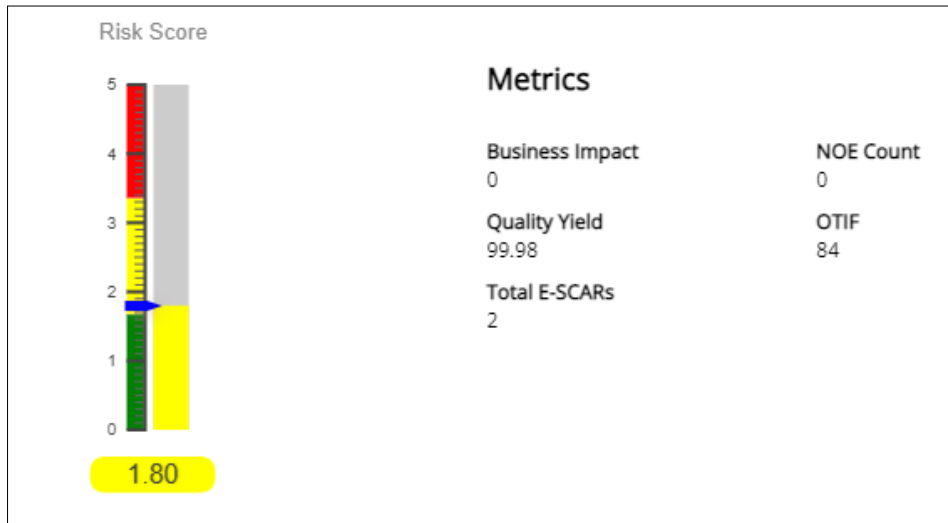 Risk Score
5
4
3
2
1
0
1.80
Metrics
Business Impact
0
NOE Count
0
Quality Yield
99.98
OTIF
84
Total E-SCARs
2